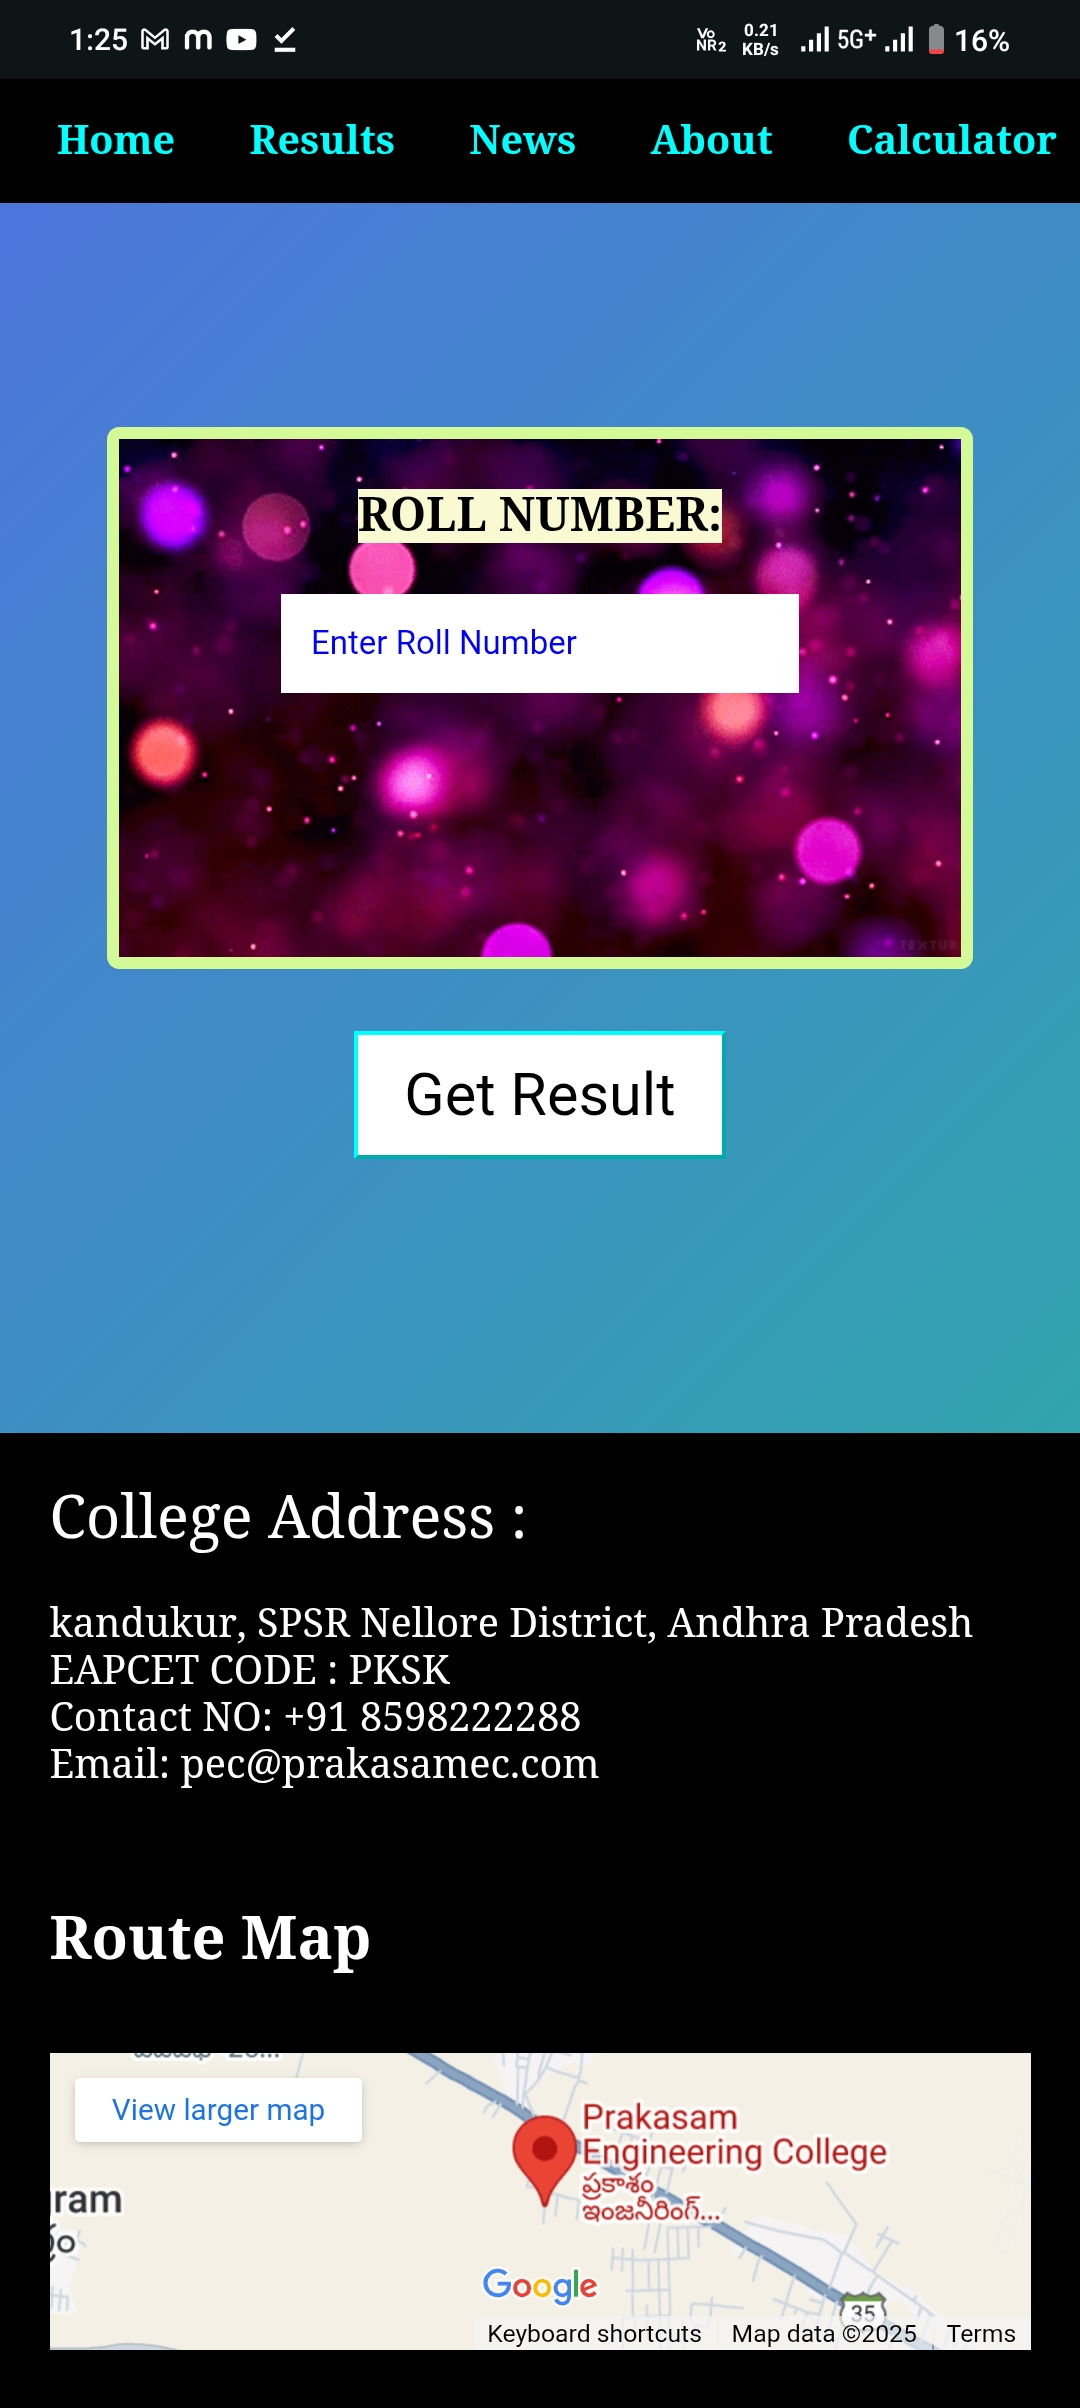 1:25
Vo NR2 0.21 KB/s 5G+ 16%
Home Results News About Calculator
ROLL NUMBER:
Enter Roll Number
Get Result
College Address :
kandukur, SPSR Nellore District, Andhra Pradesh
EAPCET CODE : PKSK
Contact NO: +91 8598222288
Email: pec@prakasamec.com
Route Map
View larger map
Prakasam
Engineering College
ప్రకాశం
ఇంజనీరింగ్...
ram
Google
35
Keyboard shortcuts Map data ©2025 Terms